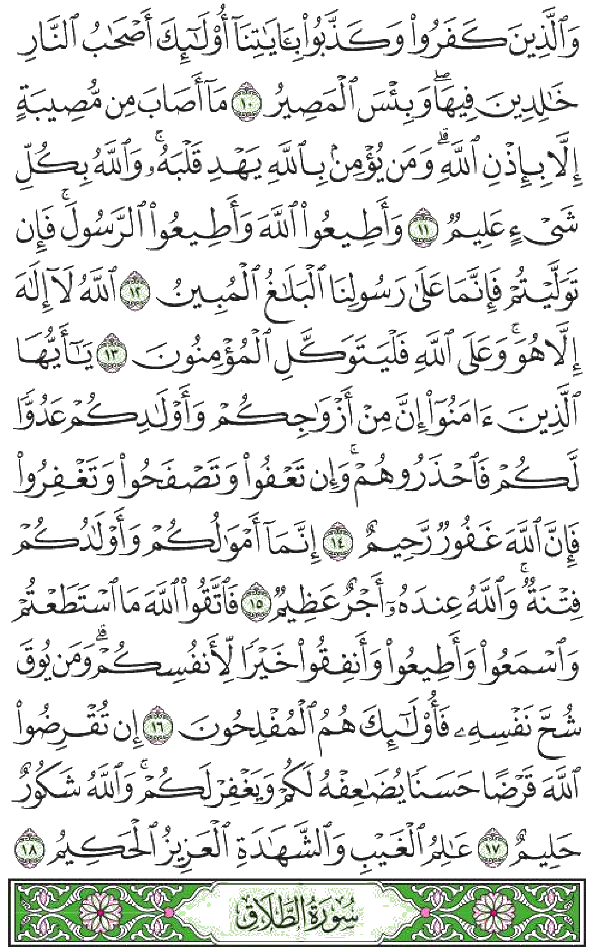 وَٱلَّذِينَ كَفَرُوا۟ وَكَذَّبُوا۟ بِـَٔايَـٰتِنَآ أُو۟لَـٰٓئِكَ أَصْحَـٰبُ ٱلنَّارِ
خَـٰلِدِينَ فِيهَا ۖ وَبِئْسَ ٱلْمَصِيرُ ١٠ مَآ أَصَابَ مِن مُّصِيبَةٍ
إِلَّا بِإِذْنِ ٱللَّهِ ۗ وَمَن يُؤْمِنۢ بِٱللَّهِ يَهْدِ قَلْبَهُۥ ۚ وَٱللَّهُ بِكُلِّ
شَىْءٍ عَلِيمٌ ١١ وَأَطِيعُوا۟ ٱللَّهَ وَأَطِيعُوا۟ ٱلرَّسُولَ ۚ فَإِن
تَوَلَّيْتُمْ فَإِنَّمَا عَلَىٰ رَسُولِنَا ٱلْبَلَـٰغُ ٱلْمُبِينُ ١٢ ٱللَّهُ لَآ إِلَـٰهَ
إِلَّا هُوَ ۚ وَعَلَى ٱللَّهِ فَلْيَتَوَكَّلِ ٱلْمُؤْمِنُونَ ١٣ يَـٰٓأَيُّهَا
ٱلَّذِينَ ءَامَنُوٓا۟ إِنَّ مِنْ أَزْوَٰجِكُمْ وَأَوْلَـٰدِكُمْ عَدُوًّا
لَّكُمْ فَٱحْذَرُوهُمْ ۚ وَإِن تَعْفُوا۟ وَتَصْفَحُوا۟ وَتَغْفِرُوا۟
فَإِنَّ ٱللَّهَ غَفُورٌ رَّحِيمٌ ١٤ إِنَّمَآ أَمْوَٰلُكُمْ وَأَوْلَـٰدُكُمْ
فِتْنَةٌ ۚ وَٱللَّهُ عِندَهُۥٓ أَجْرٌ عَظِيمٌ ١٥ فَٱتَّقُوا۟ ٱللَّهَ مَا ٱسْتَطَعْتُمْ
وَٱسْمَعُوا۟ وَأَطِيعُوا۟ وَأَنفِقُوا۟ خَيْرًا لِّأَنفُسِكُمْ ۗ وَمَن يُوقَ
شُحَّ نَفْسِهِۦ فَأُو۟لَـٰٓئِكَ هُمُ ٱلْمُفْلِحُونَ ١٦ إِن تُقْرِضُوا۟
ٱللَّهَ قَرْضًا حَسَنًا يُضَـٰعِفْهُ لَكُمْ وَيَغْفِرْ لَكُمْ ۚ وَٱللَّهُ شَكُورٌ
حَلِيمٌ ١٧ عَـٰلِمُ ٱلْغَيْبِ وَٱلشَّهَـٰدَةِ ٱلْعَزِيزُ ٱلْحَكِيمُ ١٨
سُورَةُ الطَّلَاقِ